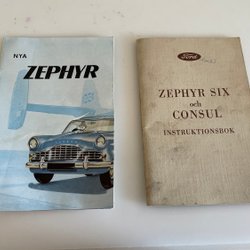 NYA
ZEPHYR
Ford
ZEPHYR SIX
och
CONSUL
INSTRUKTIONSBOK